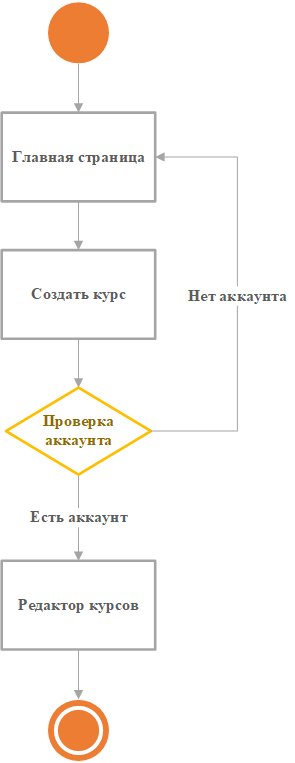 Главная страница
Создать курс
Нет аккаунта
Проверка
аккаунта
Есть аккаунт
Редактор курсов